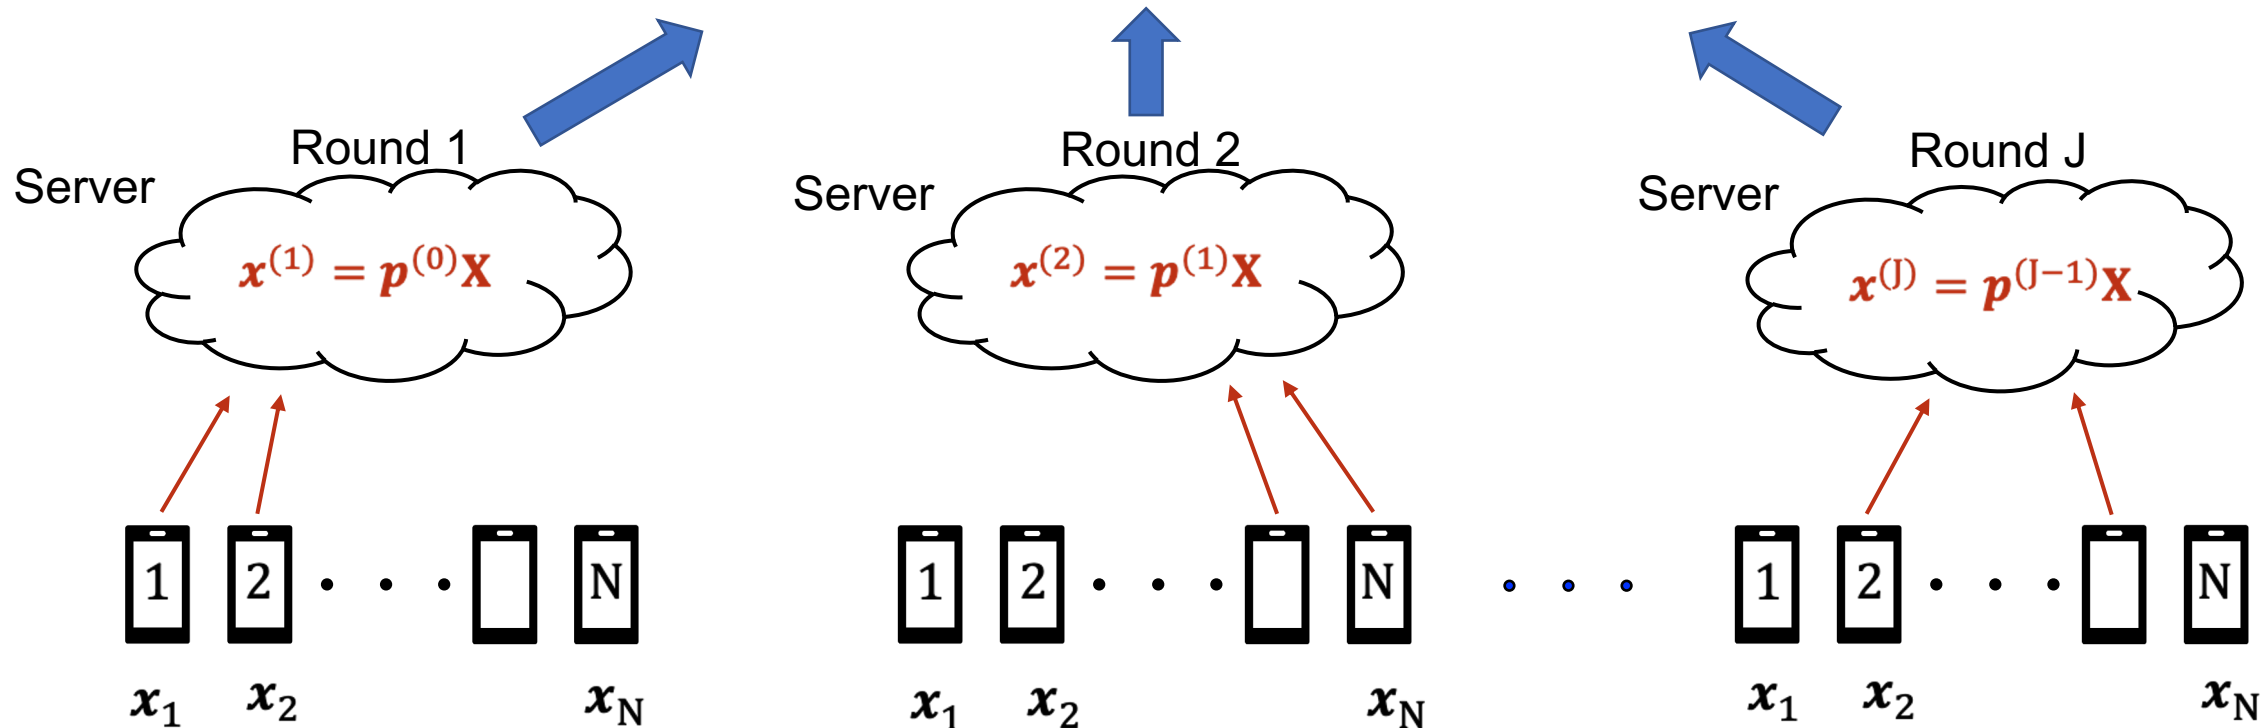 Round 1
Server
x^(1) = p^(0)X
1 2 N
x_1 x_2 x_N
Round 2
Server
x^(2) = p^(1)X
1 2 N
x_1 x_2 x_N
Round J
Server
x^(J) = p^(J−1)X
1 2 N
x_1 x_2 x_N